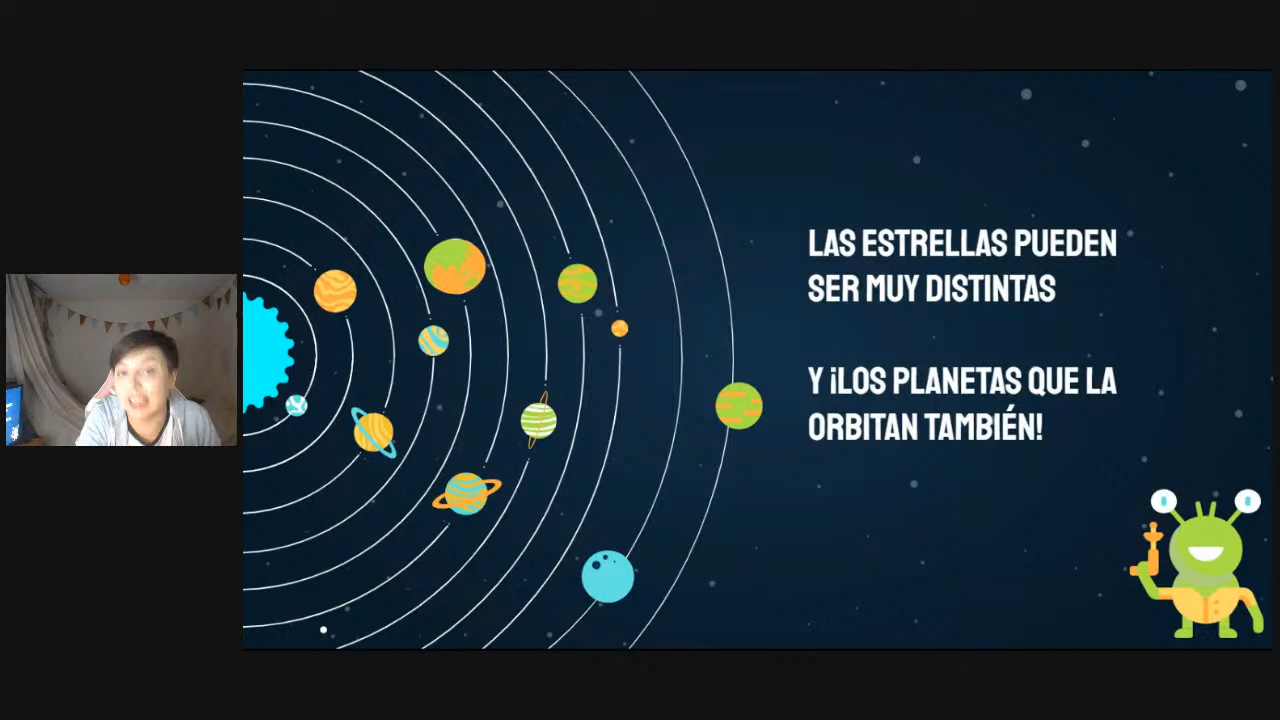 LAS ESTRELLAS PUEDEN
SER MUY DISTINTAS
Y ¡LOS PLANETAS QUE LA
ORBITAN TAMBIÉN!